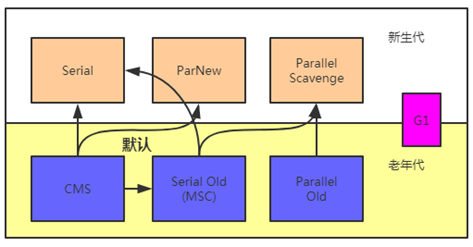 新生代
Serial
ParNew
Parallel
Scavenge
G1
默认
老年代
CMS
Serial Old
(MSC)
Parallel
Old